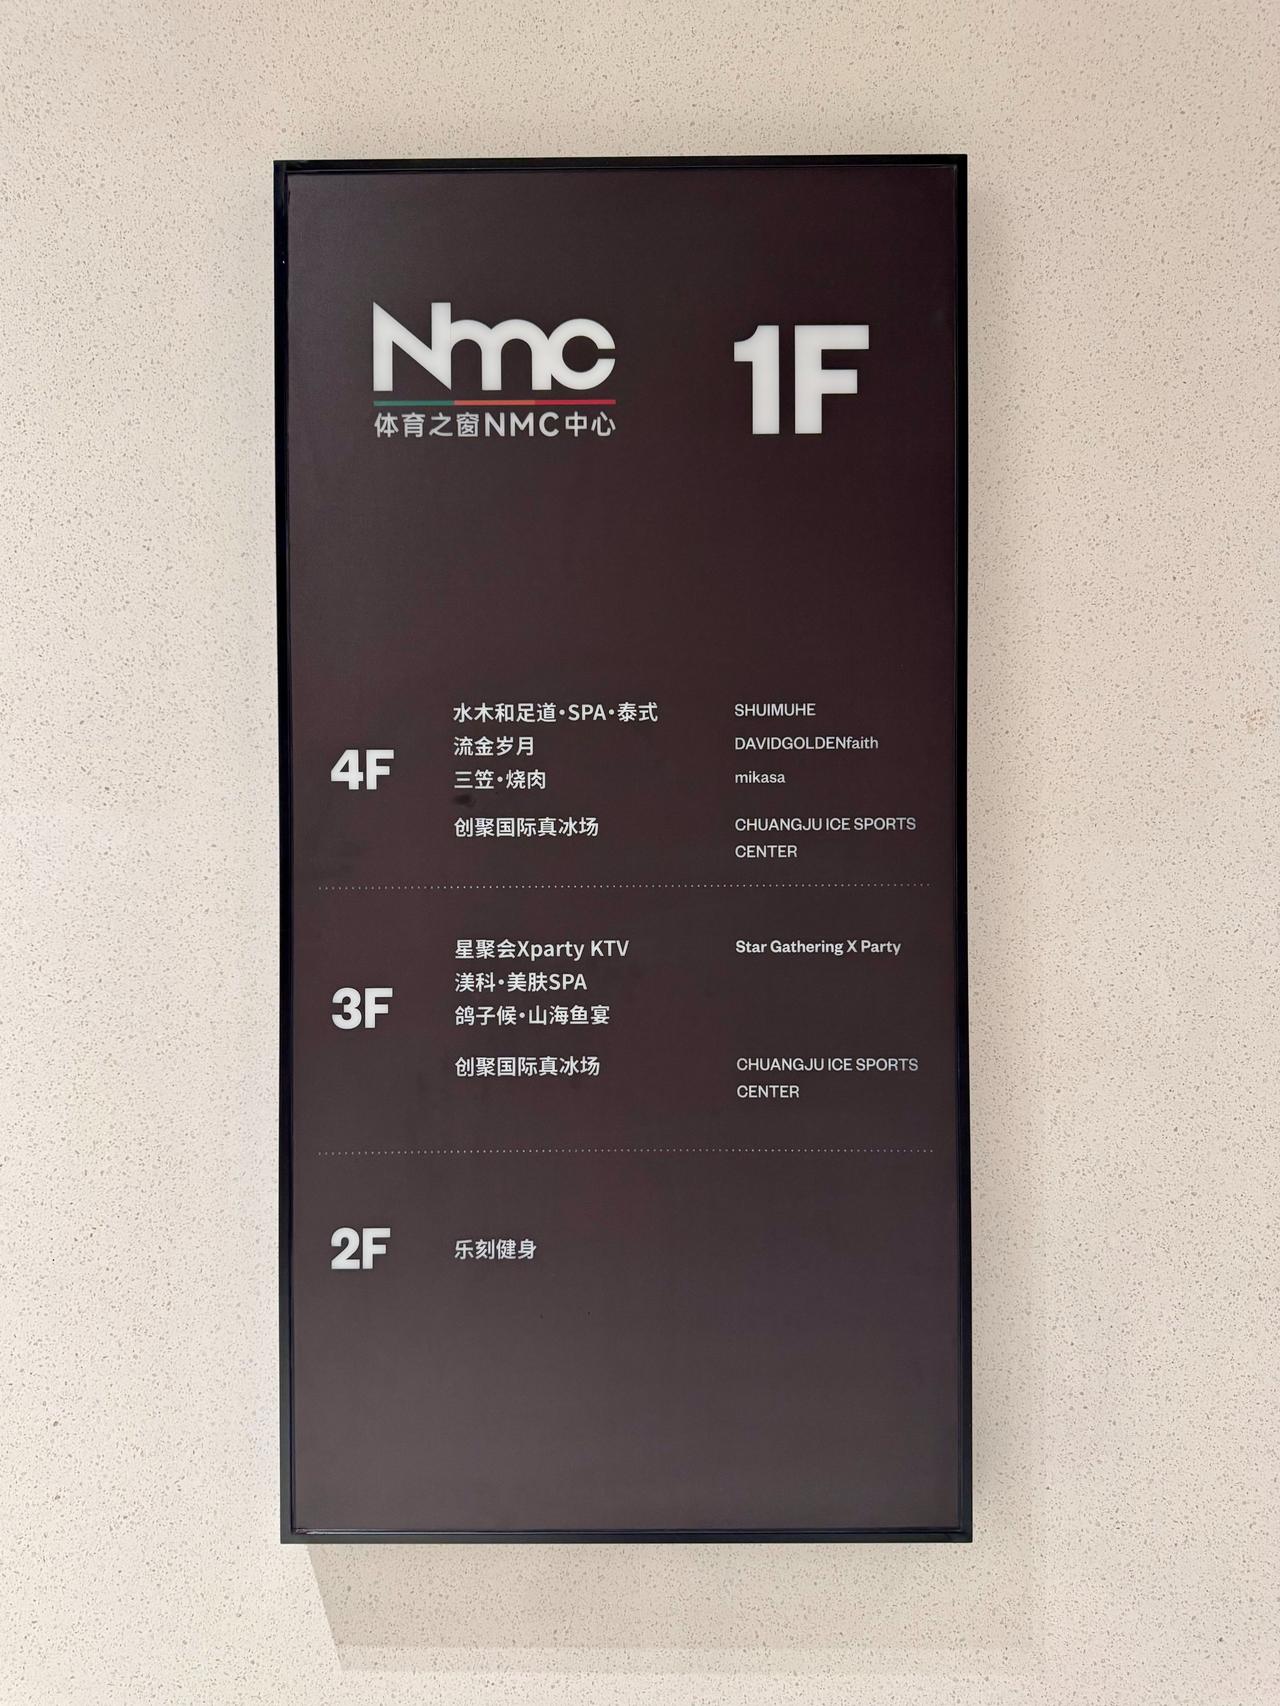 Nmc
体育之窗NMC中心
1F
4F
水木和足道·SPA·泰式 SHUIMUHE
流金岁月 DAVIDGOLDENfaith
三笠·烧肉 mikasa
创聚国际真冰场 CHUANGJU ICE SPORTS
CENTER
3F
星聚会Xparty KTV Star Gathering X Party
渼科·美肤SPA
鸽子候·山海鱼宴
创聚国际真冰场 CHUANGJU ICE SPORTS
CENTER
2F
乐刻健身